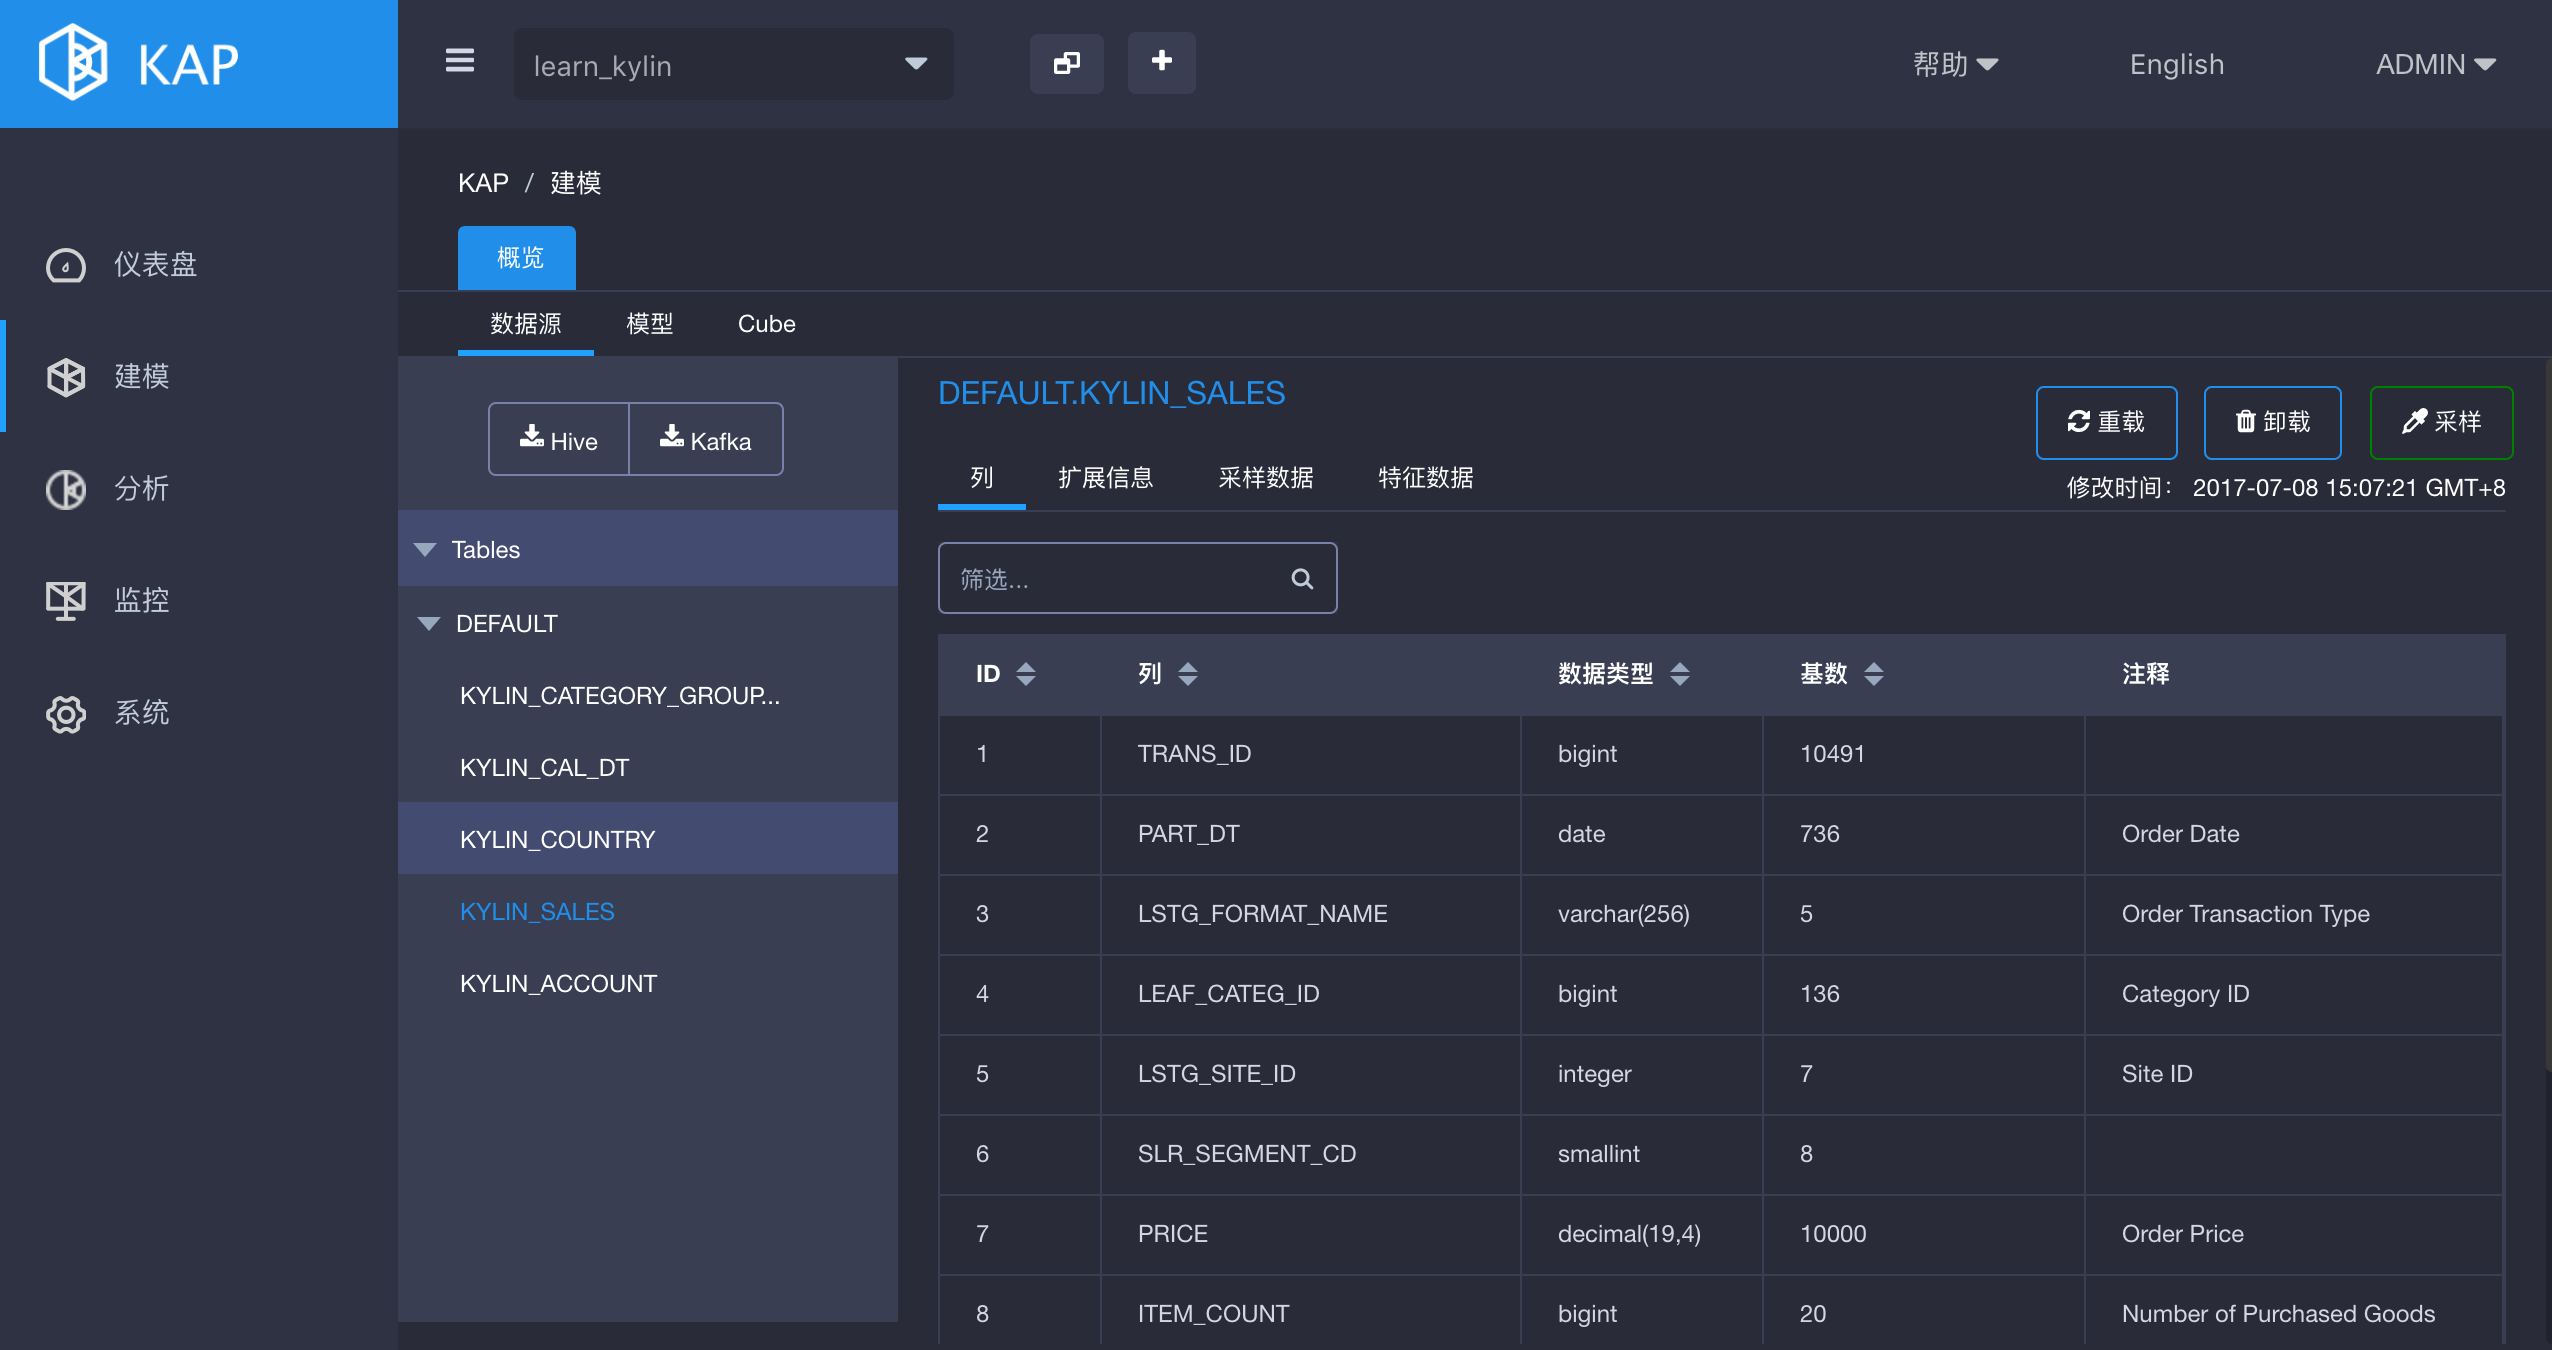 KAP
learn_kylin
帮助 English ADMIN
仪表盘
建模
分析
监控
系统
KAP / 建模
概览
数据源 模型 Cube
Hive Kafka
Tables
DEFAULT
KYLIN_CATEGORY_GROUP...
KYLIN_CAL_DT
KYLIN_COUNTRY
KYLIN_SALES
KYLIN_ACCOUNT
DEFAULT.KYLIN_SALES
重载 卸载 采样
修改时间： 2017-07-08 15:07:21 GMT+8
列 扩展信息 采样数据 特征数据
筛选...
ID 列 数据类型 基数 注释
1 TRANS_ID bigint 10491
2 PART_DT date 736 Order Date
3 LSTG_FORMAT_NAME varchar(256) 5 Order Transaction Type
4 LEAF_CATEG_ID bigint 136 Category ID
5 LSTG_SITE_ID integer 7 Site ID
6 SLR_SEGMENT_CD smallint 8
7 PRICE decimal(19,4) 10000 Order Price
8 ITEM_COUNT bigint 20 Number of Purchased Goods